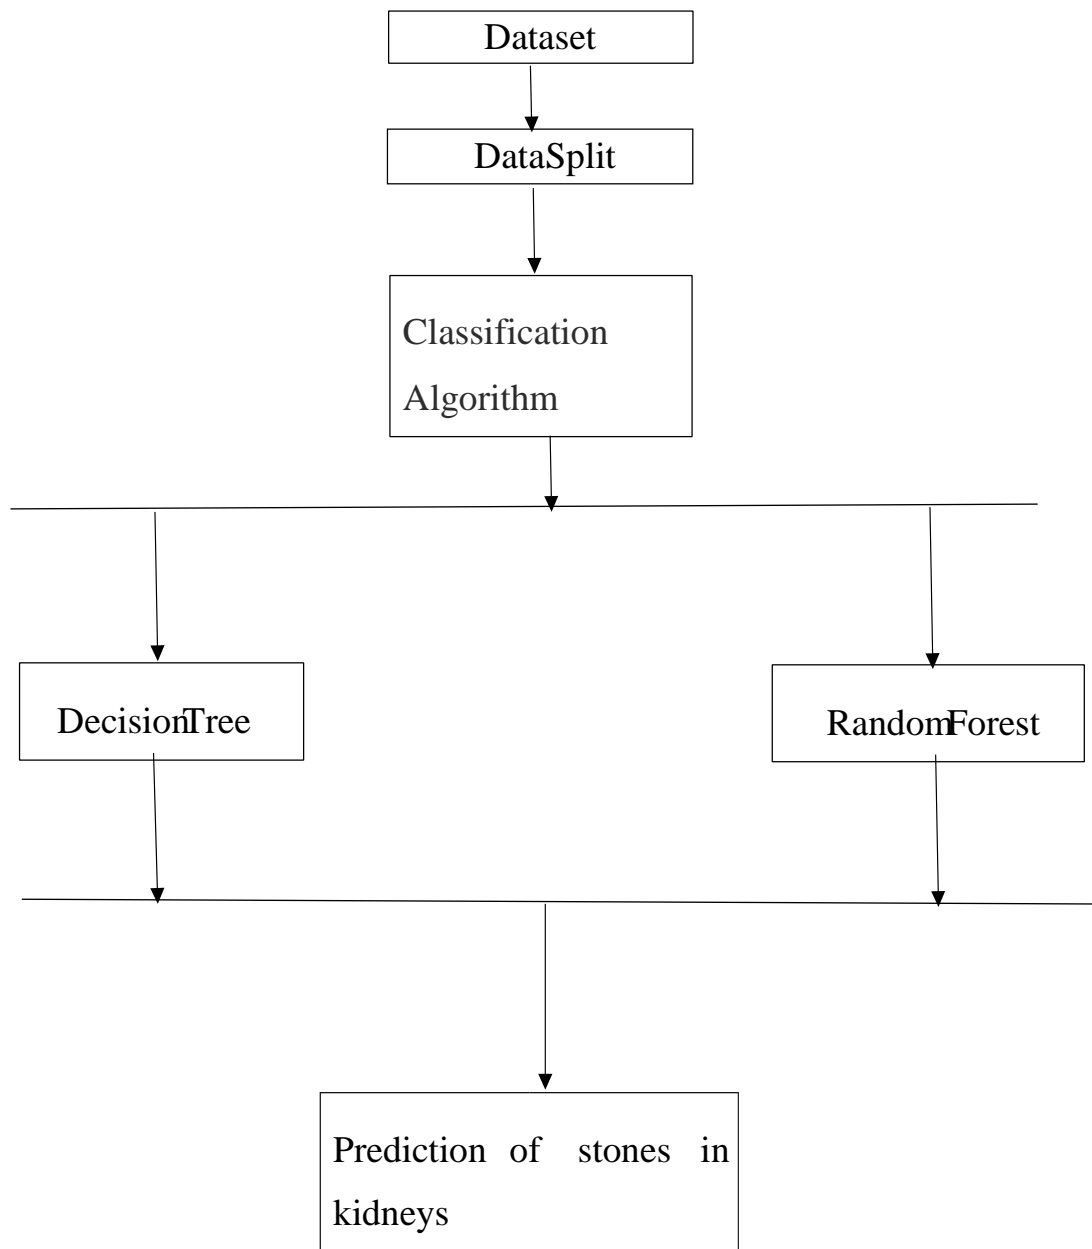 Dataset
DataSplit
Classification
Algorithm
DecisionTree
RandomForest
Prediction of stones in
kidneys